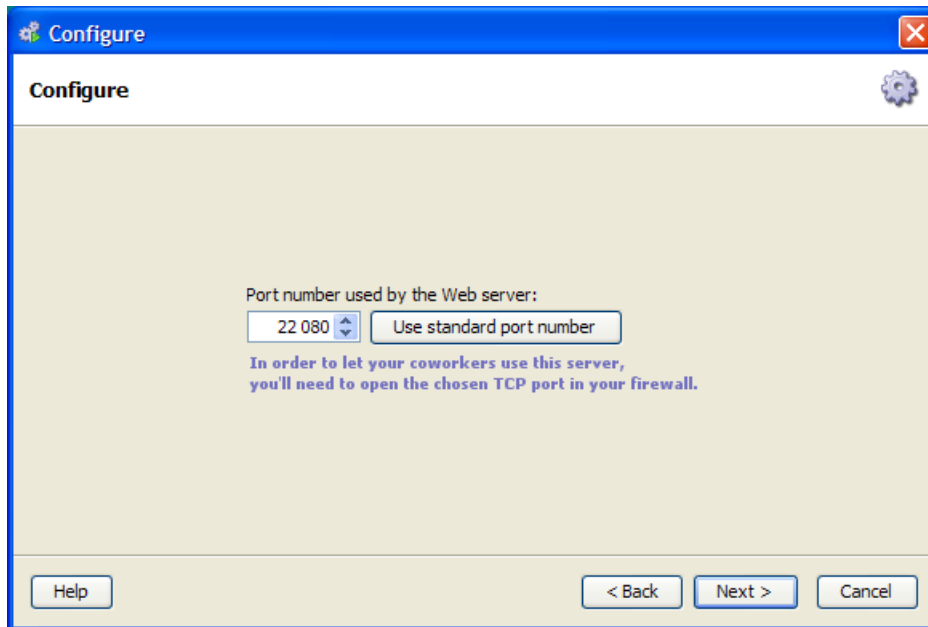 Configure
Configure
Port number used by the Web server:
22 080 Use standard port number
In order to let your coworkers use this server,
you'll need to open the chosen TCP port in your firewall.
Help < Back Next > Cancel